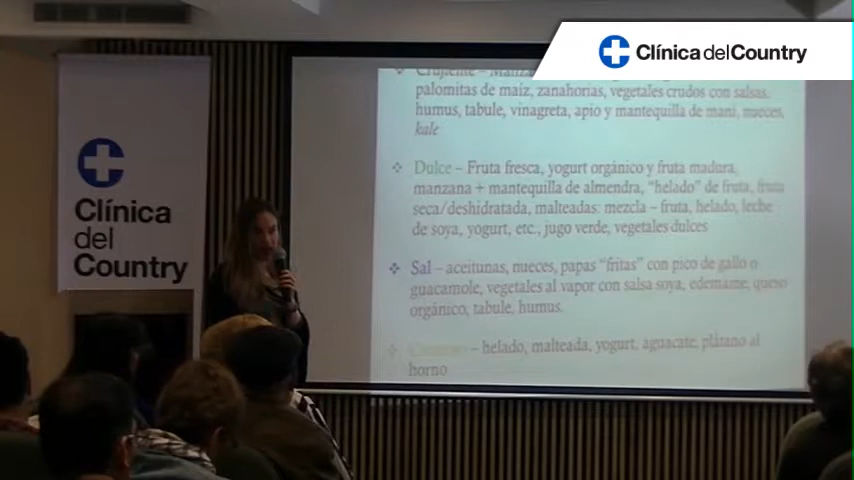 Clínica delCountry
Clínica
del
Country
Crujiente –
palomitas de maíz, zanahorias, vegetales crudos con salsas:
humus, tabule, vinagreta, apio y mantequilla de maní, nueces,
kale
Dulce – Fruta fresca, yogurt orgánico y fruta madura,
manzana + mantequilla de almendra, “helado” de fruta, fruta
seca/deshidratada, malteadas: mezcla – fruta, helado, leche
de soya, yogurt, etc., jugo verde, vegetales dulces
Sal – aceitunas, nueces, papas “fritas” con pico de gallo o
guacamole, vegetales al vapor con salsa soya, edemame, queso
orgánico, tabule, humus.
– helado, malteada, yogurt, aguacate, plátano al
horno